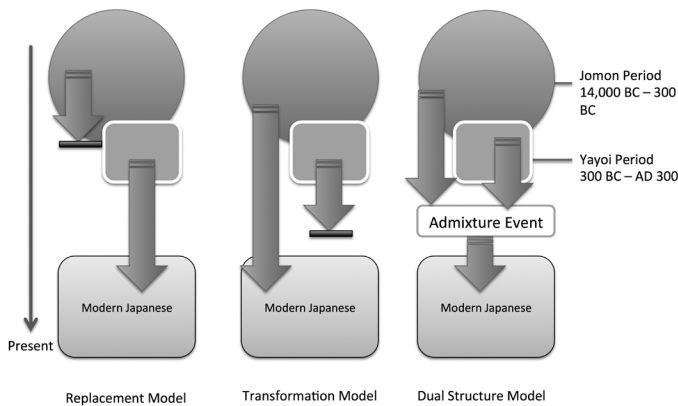 Jomon Period
14,000 BC – 300
BC
Yayoi Period
300 BC – AD 300
Admixture Event
Modern Japanese
Modern Japanese
Modern Japanese
Present
Replacement Model
Transformation Model
Dual Structure Model